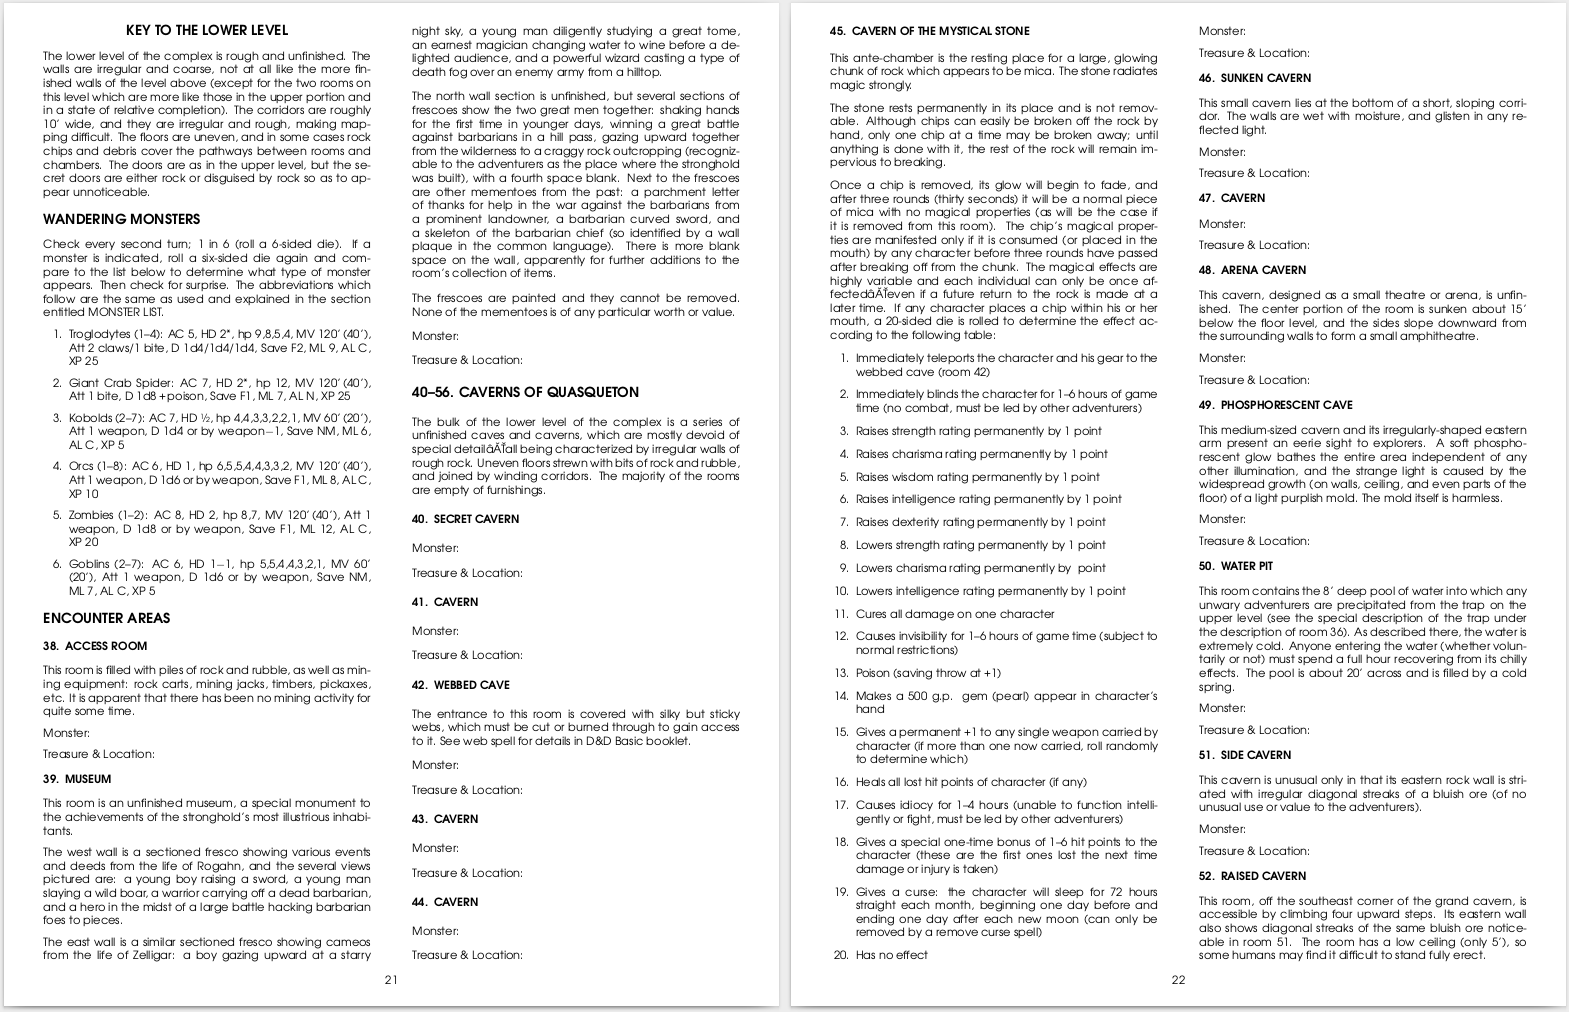 KEY TO THE LOWER LEVEL
The lower level of the complex is rough and unfinished. The
walls are irregular and coarse, not at all like the more fin-
ished walls of the level above (except for the two rooms on
this level which are more like those in the upper portion and
in a state of relative completion). The corridors are roughly
10′ wide, and they are irregular and rough, making map-
ping difficult. The floors are uneven, and in some cases rock
chips and debris cover the pathways between rooms and
chambers. The doors are as in the upper level, but the se-
cret doors are either rock or disguised by rock so as to ap-
pear unnoticeable.
WANDERING MONSTERS
Check every second turn; 1 in 6 (roll a 6-sided die). If a
monster is indicated, roll a six-sided die again and com-
pare to the list below to determine what type of monster
appears. Then check for surprise. The abbreviations which
follow are the same as used and explained in the section
entitled MONSTER LIST.
1. Troglodytes (1–4): AC 5, HD 2*, hp 9,8,5,4, MV 120′ (40′),
Att 2 claws/1 bite, D 1d4/1d4/1d4, Save F2, ML 9, AL C,
XP 25
2. Giant Crab Spider: AC 7, HD 2*, hp 12, MV 120′ (40′),
Att 1 bite, D 1d8 +poison, Save F1, ML 7, AL N, XP 25
3. Kobolds (2–7): AC 7, HD ½, hp 4,4,3,3,2,2,1, MV 60′ (20′),
Att 1 weapon, D 1d4 or by weapon−1, Save NM, ML 6,
AL C, XP 5
4. Orcs (1–8): AC 6, HD 1, hp 6,5,5,4,4,3,3,2, MV 120′ (40′),
Att 1 weapon, D 1d6 or by weapon, Save F1, ML 8, AL C,
XP 10
5. Zombies (1–2): AC 8, HD 2, hp 8,7, MV 120′ (40′), Att 1
weapon, D 1d8 or by weapon, Save F1, ML 12, AL C,
XP 20
6. Goblins (2–7): AC 6, HD 1−1, hp 5,5,4,4,3,2,1, MV 60′
(20′), Att 1 weapon, D 1d6 or by weapon, Save NM,
ML 7, AL C, XP 5
ENCOUNTER AREAS
38. ACCESS ROOM
This room is filled with piles of rock and rubble, as well as min-
ing equipment: rock carts, mining jacks, timbers, pickaxes,
etc. It is apparent that there has been no mining activity for
quite some time.
Monster:
Treasure & Location:
39. MUSEUM
This room is an unfinished museum, a special monument to
the achievements of the stronghold's most illustrious inhabi-
tants.
The west wall is a sectioned fresco showing various events
and deeds from the life of Rogahn, and the several views
pictured are: a young boy raising a sword, a young man
slaying a wild boar, a warrior carrying off a dead barbarian,
and a hero in the midst of a large battle hacking barbarian
foes to pieces.
The east wall is a similar sectioned fresco showing cameos
from the life of Zelligar: a boy gazing upward at a starry
night sky, a young man diligently studying a great tome,
an earnest magician changing water to wine before a de-
lighted audience, and a powerful wizard casting a type of
death fog over an enemy army from a hilltop.
The north wall section is unfinished, but several sections of
frescoes show the two great men together: shaking hands
for the first time in younger days, winning a great battle
against barbarians in a hill pass, gazing upward together
from the wilderness to a craggy rock outcropping (recogniz-
able to the adventurers as the place where the stronghold
was built), with a fourth space blank. Next to the frescoes
are other mementoes from the past: a parchment letter
of thanks for help in the war against the barbarians from
a prominent landowner, a barbarian curved sword, and
a skeleton of the barbarian chief (so identified by a wall
plaque in the common language). There is more blank
space on the wall, apparently for further additions to the
room's collection of items.
The frescoes are painted and they cannot be removed.
None of the mementoes is of any particular worth or value.
Monster:
Treasure & Location:
40–56. CAVERNS OF QUASQUETON
The bulk of the lower level of the complex is a series of
unfinished caves and caverns, which are mostly devoid of
special detailâĂŤall being characterized by irregular walls of
rough rock. Uneven floors strewn with bits of rock and rubble,
and joined by winding corridors. The majority of the rooms
are empty of furnishings.
40. SECRET CAVERN
Monster:
Treasure & Location:
41. CAVERN
Monster:
Treasure & Location:
42. WEBBED CAVE
The entrance to this room is covered with silky but sticky
webs, which must be cut or burned through to gain access
to it. See web spell for details in D&D Basic booklet.
Monster:
Treasure & Location:
43. CAVERN
Monster:
Treasure & Location:
44. CAVERN
Monster:
Treasure & Location:
21
45. CAVERN OF THE MYSTICAL STONE
This ante-chamber is the resting place for a large, glowing
chunk of rock which appears to be mica. The stone radiates
magic strongly.
The stone rests permanently in its place and is not remov-
able. Although chips can easily be broken off the rock by
hand, only one chip at a time may be broken away; until
anything is done with it, the rest of the rock will remain im-
pervious to breaking.
Once a chip is removed, its glow will begin to fade, and
after three rounds (thirty seconds) it will be a normal piece
of mica with no magical properties (as will be the case if
it is removed from this room). The chip's magical proper-
ties are manifested only if it is consumed (or placed in the
mouth) by any character before three rounds have passed
after breaking off from the chunk. The magical effects are
highly variable and each individual can only be once af-
fectedâĂŤeven if a future return to the rock is made at a
later time. If any character places a chip within his or her
mouth, a 20-sided die is rolled to determine the effect ac-
cording to the following table:
1. Immediately teleports the character and his gear to the
webbed cave (room 42)
2. Immediately blinds the character for 1–6 hours of game
time (no combat, must be led by other adventurers)
3. Raises strength rating permanently by 1 point
4. Raises charisma rating permanently by 1 point
5. Raises wisdom rating permanently by 1 point
6. Raises intelligence rating permanently by 1 point
7. Raises dexterity rating permanently by 1 point
8. Lowers strength rating permanently by 1 point
9. Lowers charisma rating permanently by point
10. Lowers intelligence rating permanently by 1 point
11. Cures all damage on one character
12. Causes invisibility for 1–6 hours of game time (subject to
normal restrictions)
13. Poison (saving throw at +1)
14. Makes a 500 g.p. gem (pearl) appear in character's
hand
15. Gives a permanent +1 to any single weapon carried by
character (if more than one now carried, roll randomly
to determine which)
16. Heals all lost hit points of character (if any)
17. Causes idiocy for 1–4 hours (unable to function intelli-
gently or fight, must be led by other adventurers)
18. Gives a special one-time bonus of 1–6 hit points to the
character (these are the first ones lost the next time
damage or injury is taken)
19. Gives a curse: the character will sleep for 72 hours
straight each month, beginning one day before and
ending one day after each new moon (can only be
removed by a remove curse spell)
20. Has no effect
Monster:
Treasure & Location:
46. SUNKEN CAVERN
This small cavern lies at the bottom of a short, sloping corri-
dor. The walls are wet with moisture, and glisten in any re-
flected light.
Monster:
Treasure & Location:
47. CAVERN
Monster:
Treasure & Location:
48. ARENA CAVERN
This cavern, designed as a small theatre or arena, is unfin-
ished. The center portion of the room is sunken about 15′
below the floor level, and the sides slope downward from
the surrounding walls to form a small amphitheatre.
Monster:
Treasure & Location:
49. PHOSPHORESCENT CAVE
This medium-sized cavern and its irregularly-shaped eastern
arm present an eerie sight to explorers. A soft phospho-
rescent glow bathes the entire area independent of any
other illumination, and the strange light is caused by the
widespread growth (on walls, ceiling, and even parts of the
floor) of a light purplish mold. The mold itself is harmless.
Monster:
Treasure & Location:
50. WATER PIT
This room contains the 8′ deep pool of water into which any
unwary adventurers are precipitated from the trap on the
upper level (see the special description of the trap under
the description of room 36). As described there, the water is
extremely cold. Anyone entering the water (whether volun-
tarily or not) must spend a full hour recovering from its chilly
effects. The pool is about 20′ across and is filled by a cold
spring.
Monster:
Treasure & Location:
51. SIDE CAVERN
This cavern is unusual only in that its eastern rock wall is stri-
ated with irregular diagonal streaks of a bluish ore (of no
unusual use or value to the adventurers).
Monster:
Treasure & Location:
52. RAISED CAVERN
This room, off the southeast corner of the grand cavern, is
accessible by climbing four upward steps. Its eastern wall
also shows diagonal streaks of the same bluish ore notice-
able in room 51. The room has a low ceiling (only 5′), so
some humans may find it difficult to stand fully erect.
22